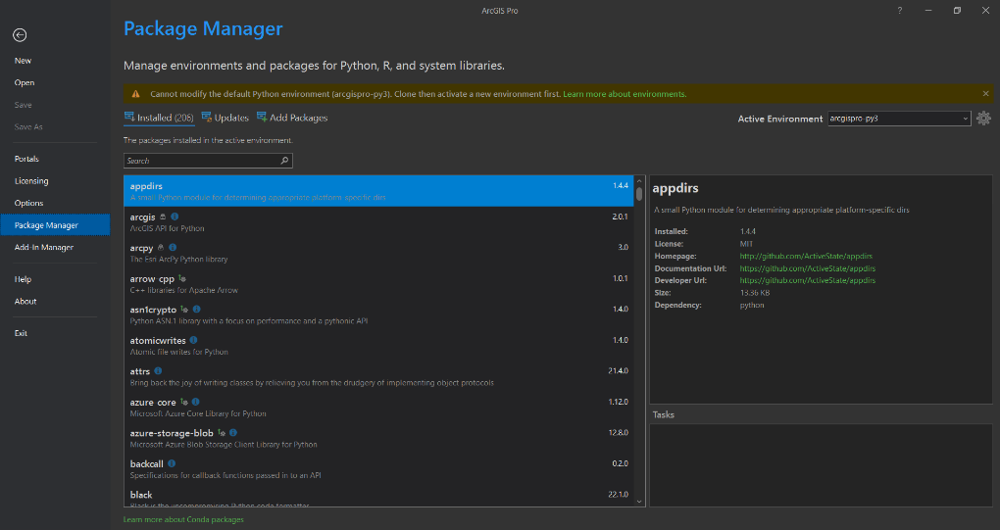 ArcGIS Pro
?
Package Manager
New
Open
Save
Save As
Portals
Licensing
Options
Package Manager
Add-In Manager
Help
About
Exit
Manage environments and packages for Python, R, and system libraries.
Cannot modify the default Python environment (arcgispro-py3). Clone then activate a new environment first. Learn more about environments.
Installed (206) Updates Add Packages
Active Environment arcgispro-py3
The packages installed in the active environment.
Search
appdirs 1.4.4
A small Python module for determining appropriate platform-specific dirs
arcgis 2.0.1
ArcGIS API for Python
arcpy 3.0
The Esri ArcPy Python library
arrow-cpp 1.0.1
C++ libraries for Apache Arrow
asn1crypto 1.4.0
Python ASN.1 library with a focus on performance and a pythonic API
atomicwrites 1.4.0
Atomic file writes for Python
attrs 21.4.0
Bring back the joy of writing classes by relieving you from the drudgery of implementing object protocols
azure-core 1.12.0
Microsoft Azure Core Library for Python
azure-storage-blob 12.8.0
Microsoft Azure Blob Storage Client Library for Python
backcall 0.2.0
Specifications for callback functions passed in to an API
black 22.1.0
Black is the uncompromising Python code formatter
Learn more about Conda packages
appdirs
A small Python module for determining appropriate platform-specific dirs
Installed: 1.4.4
License: MIT
Homepage: http://github.com/ActiveState/appdirs
Documentation Url: https://github.com/ActiveState/appdirs
Developer Url: https://github.com/ActiveState/appdirs
Size: 13.36 KB
Dependency: python
Tasks